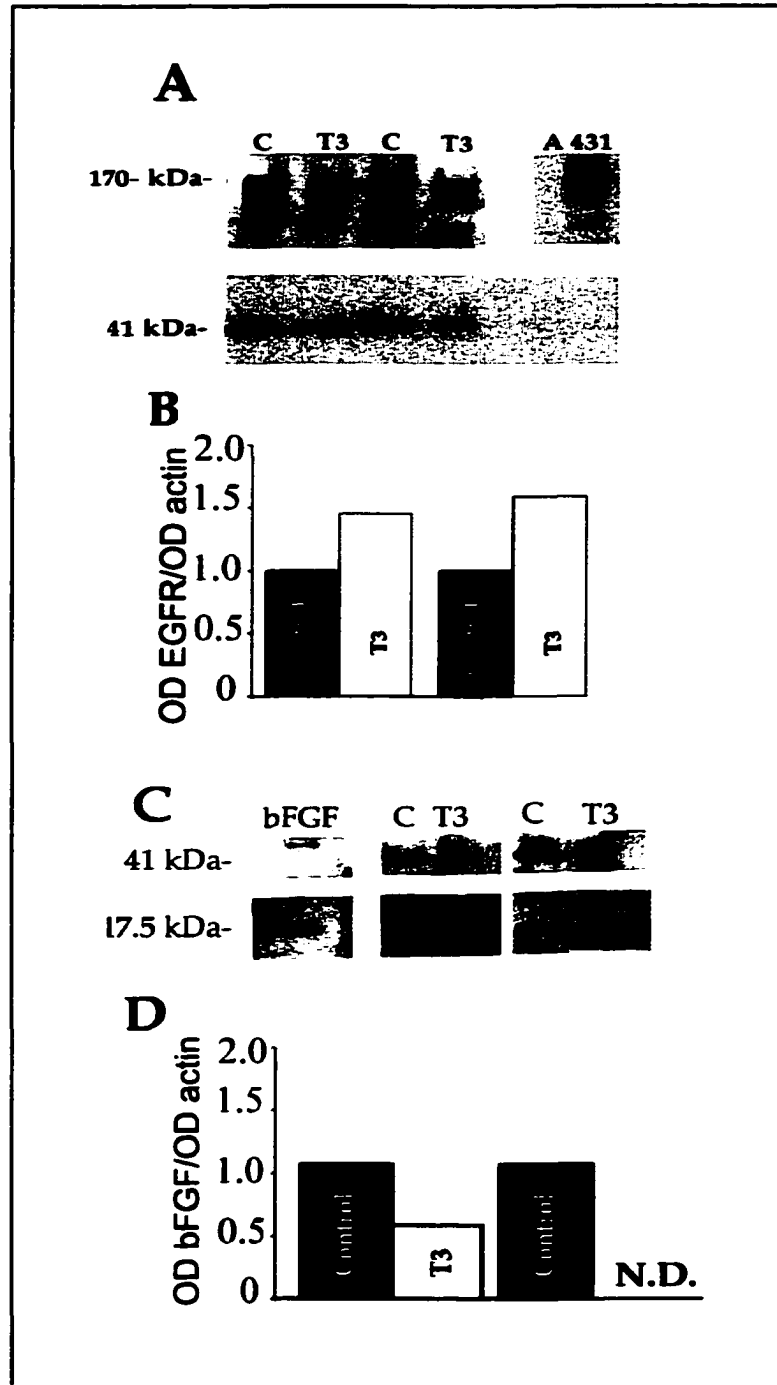 A
C T3 C T3 A 431
170- kDa-
41 kDa-
B
OD EGFR/OD actin
2.0
1.5
1.0
0.5
0
T3
T3
C
bFGF C T3 C T3
41 kDa-
17.5 kDa-
D
OD bFGF/OD actin
2.0
1.5
1.0
0.5
0
Control
T3
Control
N.D.